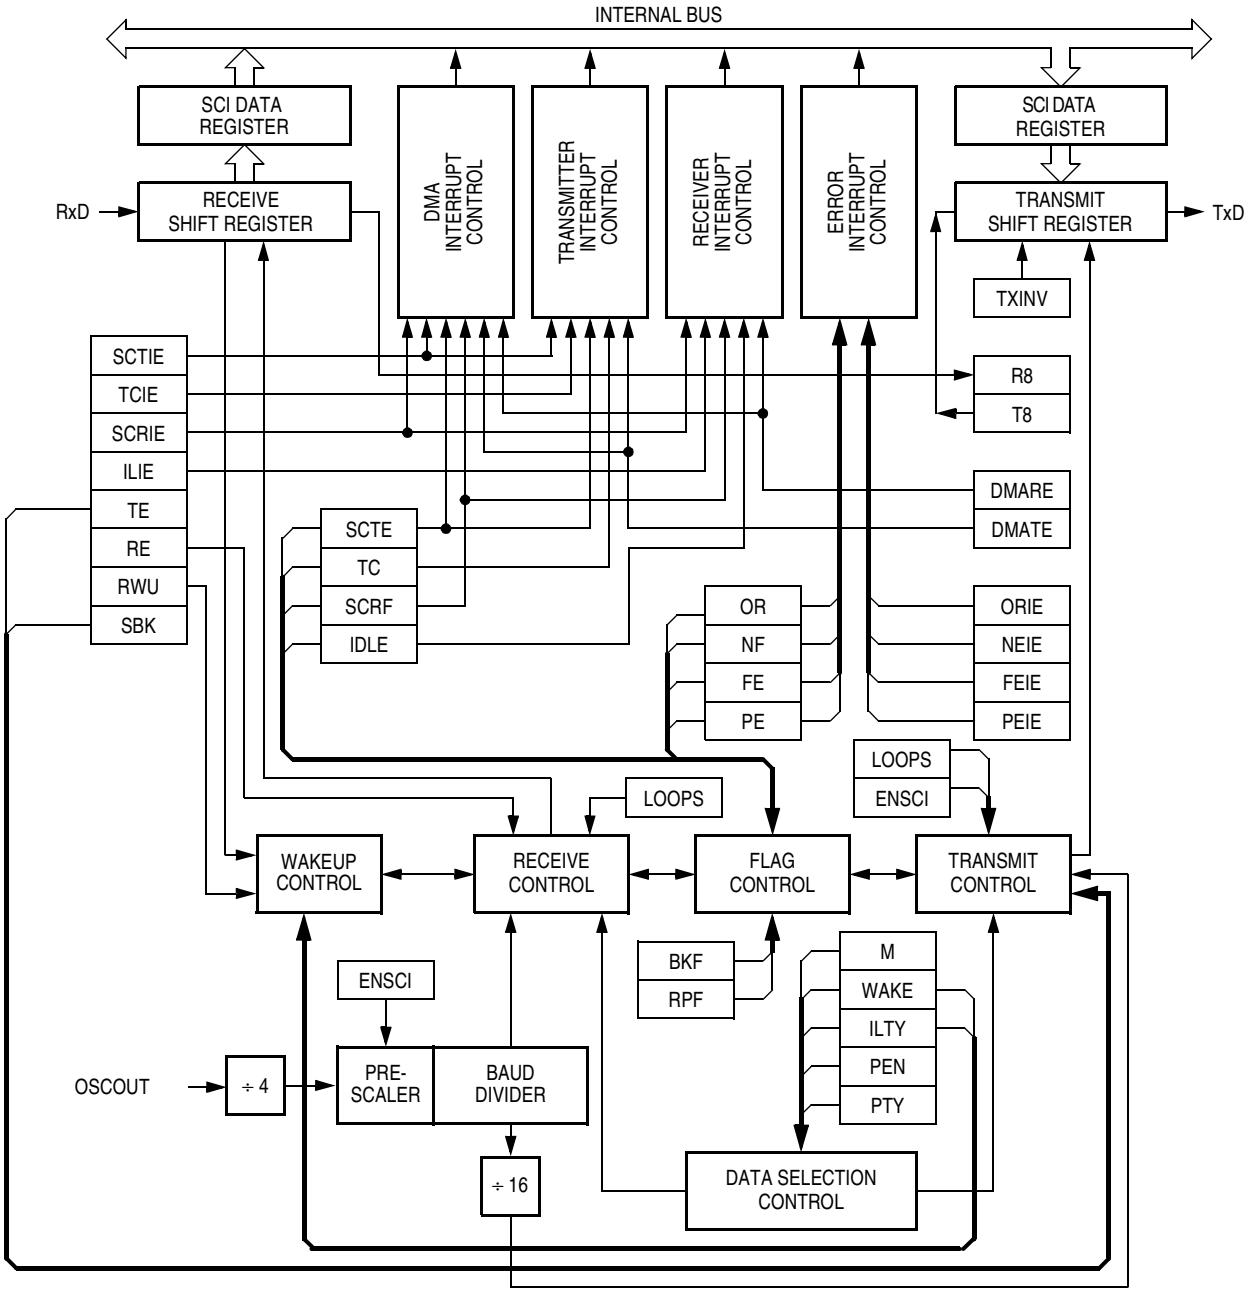 INTERNAL BUS
SCI DATA
REGISTER
RECEIVE
SHIFT REGISTER
RxD
DMA
INTERRUPT
CONTROL
TRANSMITTER
INTERRUPT
CONTROL
RECEIVER
INTERRUPT
CONTROL
ERROR
INTERRUPT
CONTROL
SCI DATA
REGISTER
TRANSMIT
SHIFT REGISTER
TxD
TXINV
SCTIE
TCIE
SCRIE
ILIE
TE
RE
RWU
SBK
R8
T8
DMARE
DMATE
SCTE
TC
SCRF
IDLE
OR
NF
FE
PE
ORIE
NEIE
FEIE
PEIE
LOOPS
ENSCI
LOOPS
WAKEUP
CONTROL
RECEIVE
CONTROL
FLAG
CONTROL
TRANSMIT
CONTROL
BKF
RPF
M
WAKE
ILTY
PEN
PTY
ENSCI
OSCOUT
÷ 4
PRE-
SCALER
BAUD
DIVIDER
÷ 16
DATA SELECTION
CONTROL